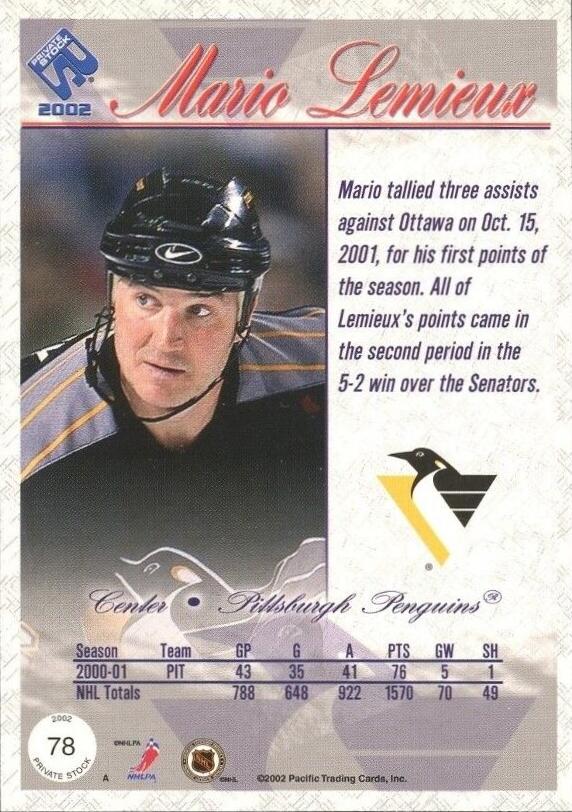 PRIVATE STOCK
2002
Mario Lemieux
Mario tallied three assists
against Ottawa on Oct. 15,
2001, for his first points of
the season. All of
Lemieux's points came in
the second period in the
5-2 win over the Senators.
®
Center • Pittsburgh Penguins®
Season Team GP G A PTS GW SH
2000-01 PIT 43 35 41 76 5 1
NHL Totals 788 648 922 1570 70 49
2002
78
PRIVATE STOCK
A
©NHLPA
NHLPA
NHL
©NHL
©2002 Pacific Trading Cards, Inc.